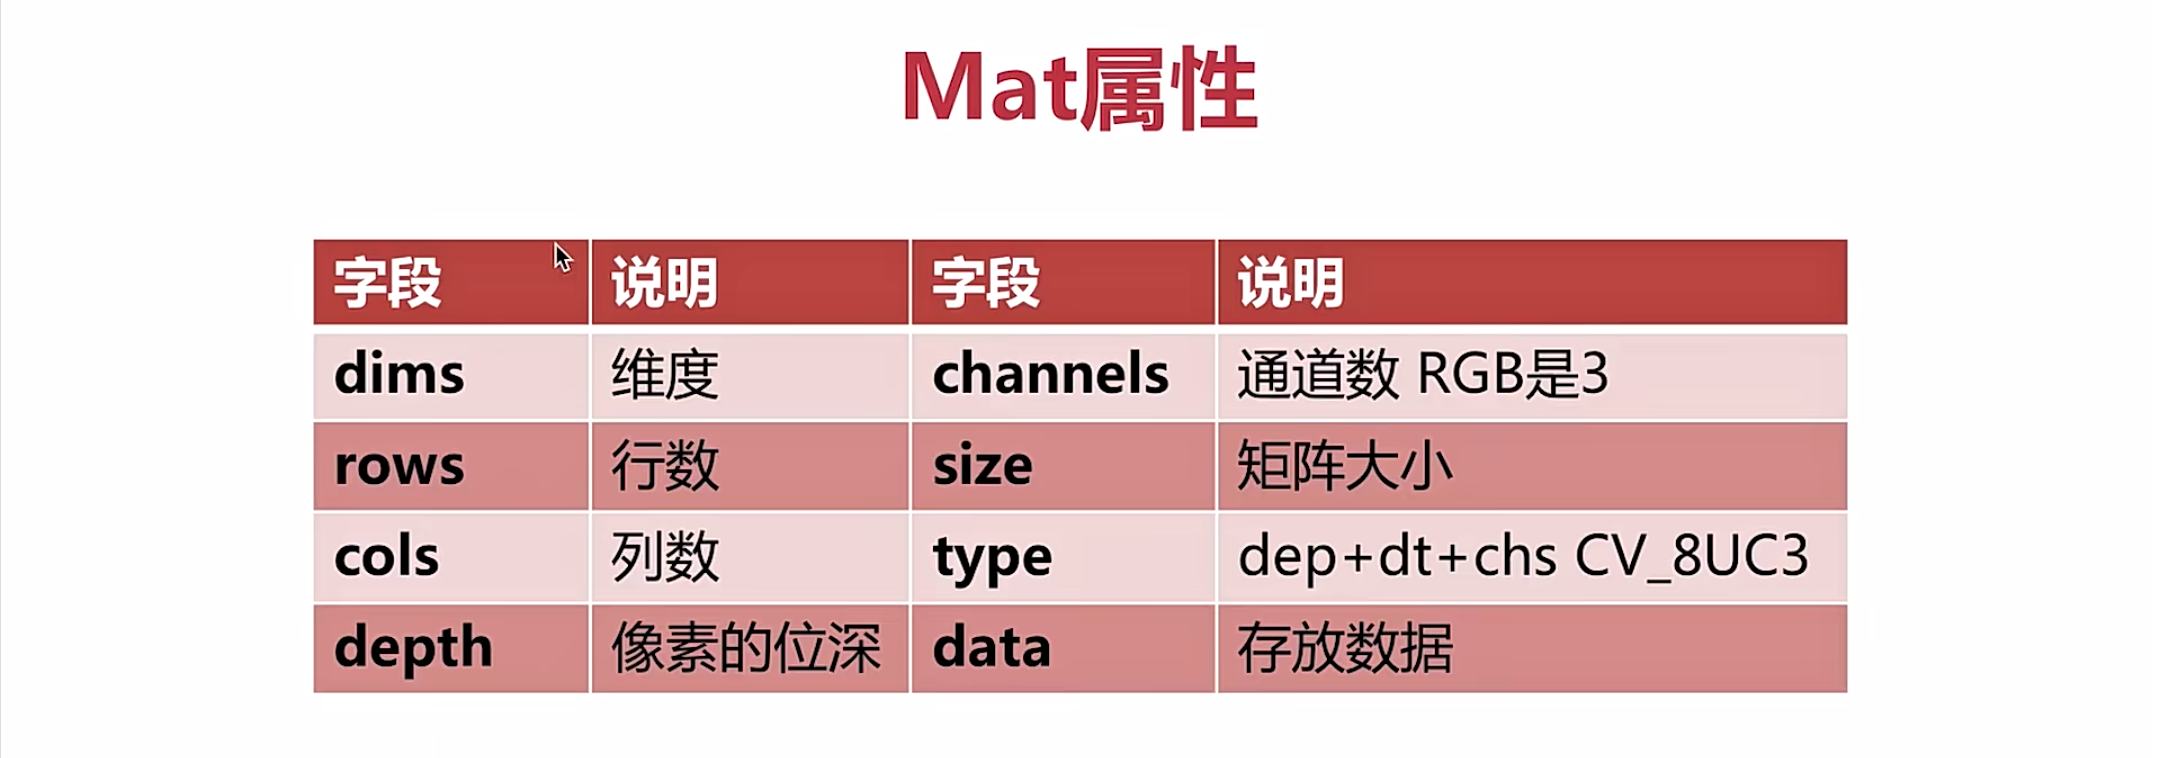 Mat属性
字段 说明 字段 说明
dims 维度 channels 通道数 RGB是3
rows 行数 size 矩阵大小
cols 列数 type dep+dt+chs CV_8UC3
depth 像素的位深 data 存放数据